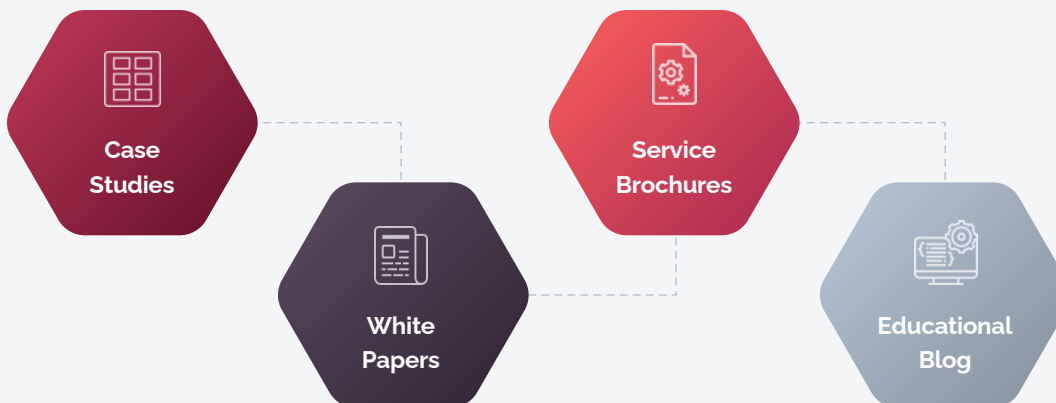 Case
Studies
White
Papers
Service
Brochures
Educational
Blog